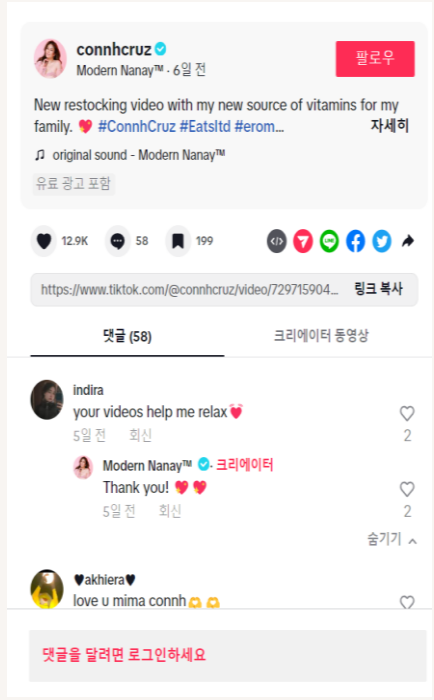 connhcruz
팔로우
Modern Nanay™ · 6일 전
New restocking video with my new source of vitamins for my
family. 💖 #ConnhCruz #Eatsltd #erom... 자세히
♫ original sound - Modern Nanay™
유료 광고 포함
12.9K 58 199
LINE
https://www.tiktok.com/@connhcruz/video/729715904... 링크 복사
댓글 (58) 크리에이터 동영상
indira
your videos help me relax💓
5일 전 회신 2
Modern Nanay™ · 크리에이터
Thank you! 💖💖
5일 전 회신 2
숨기기
♥akhiera♥
love u mima connh🫶🫶
댓글을 달려면 로그인하세요